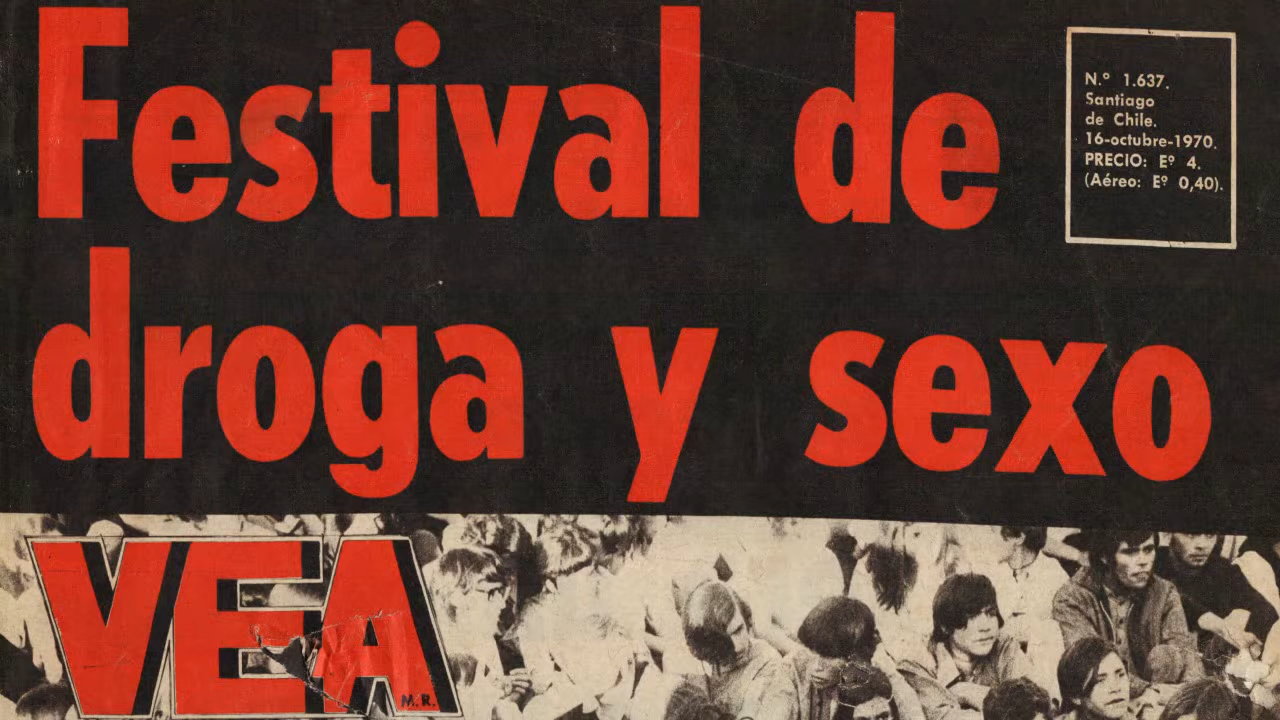 Festival de
droga y sexo
N.º 1.637.
Santiago
de Chile.
16-octubre-1970.
PRECIO: Eº 4.
(Aéreo: Eº 0,40).
VEA
M.R.